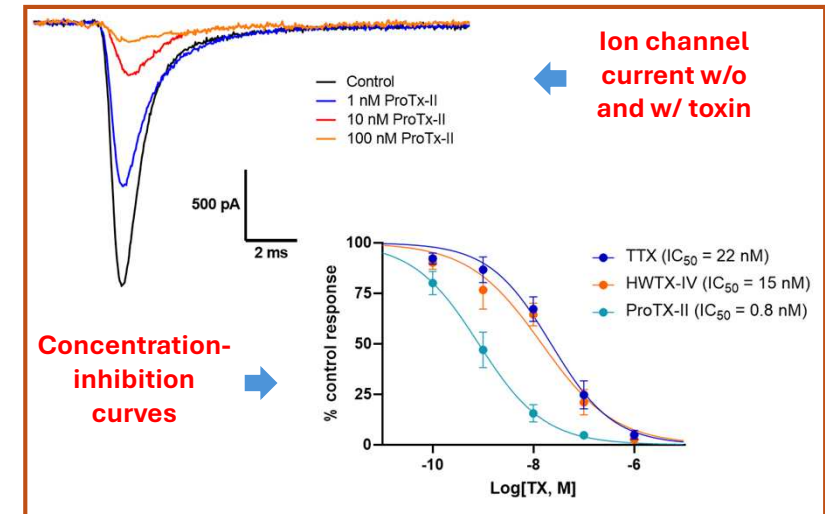 Ion channel
current w/o
and w/ toxin
Control
1 nM ProTx-II
10 nM ProTx-II
100 nM ProTx-II
500 pA
2 ms
Concentration-
inhibition
curves
% control response
100
75
50
25
0
-10
-8
-6
Log[TX, M]
TTX (IC₅₀ = 22 nM)
HWTX-IV (IC₅₀ = 15 nM)
ProTX-II (IC₅₀ = 0.8 nM)